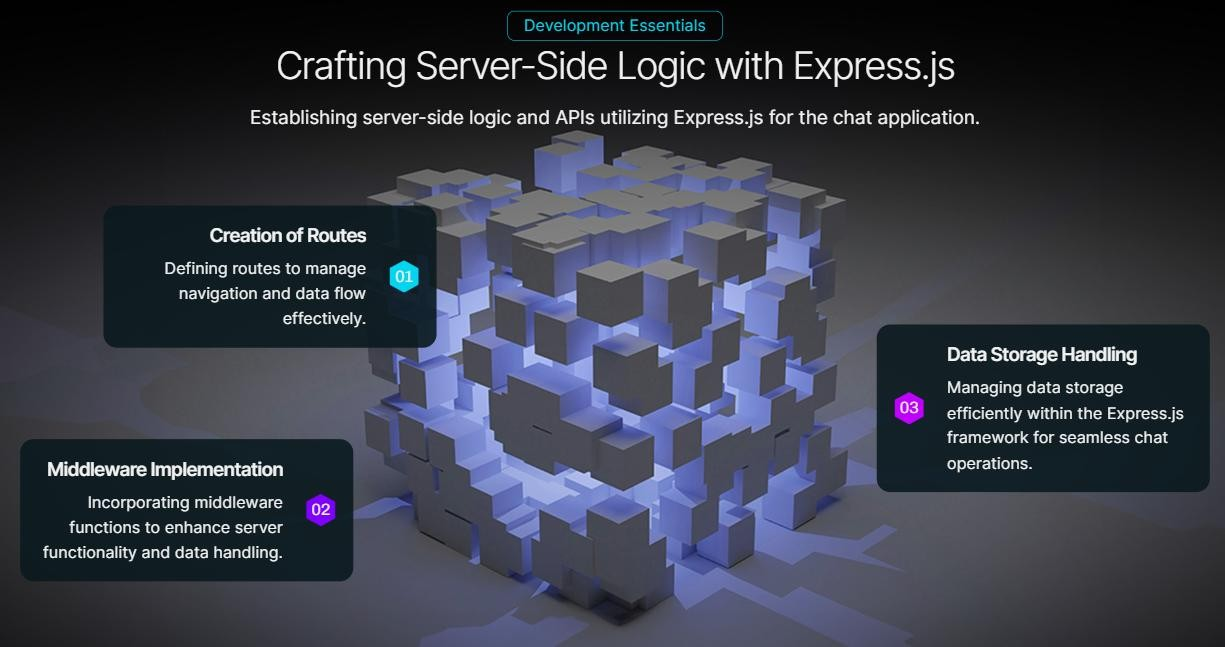 Development Essentials
Crafting Server-Side Logic with Express.js
Establishing server-side logic and APIs utilizing Express.js for the chat application.
Creation of Routes
Defining routes to manage
navigation and data flow
effectively.
01
Middleware Implementation
Incorporating middleware
functions to enhance server
functionality and data handling.
02
Data Storage Handling
03
Managing data storage
efficiently within the Express.js
framework for seamless chat
operations.